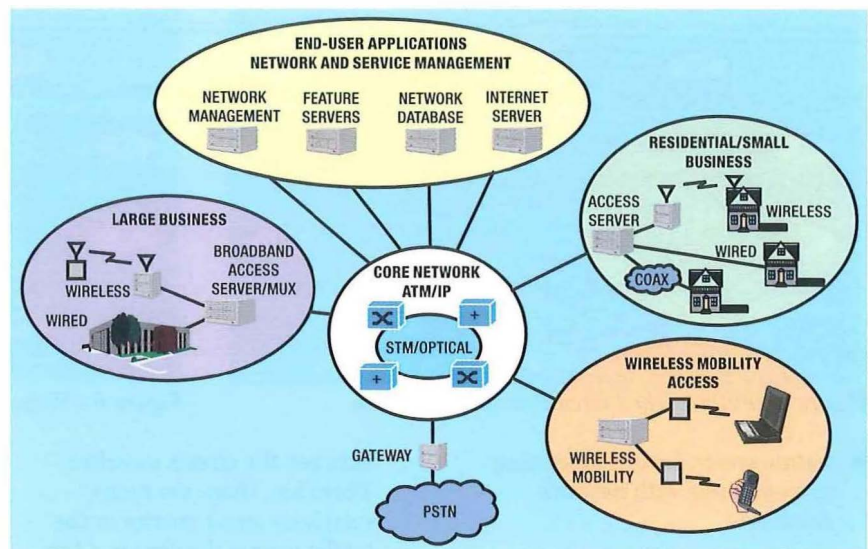 END-USER APPLICATIONS
NETWORK AND SERVICE MANAGEMENT
NETWORK
MANAGEMENT
FEATURE
SERVERS
NETWORK
DATABASE
INTERNET
SERVER
LARGE BUSINESS
WIRELESS
BROADBAND
ACCESS
SERVER/MUX
WIRED
CORE NETWORK
ATM/IP
STM/OPTICAL
RESIDENTIAL/SMALL
BUSINESS
ACCESS
SERVER
WIRELESS
WIRED
COAX
WIRELESS MOBILITY
ACCESS
WIRELESS
MOBILITY
GATEWAY
PSTN